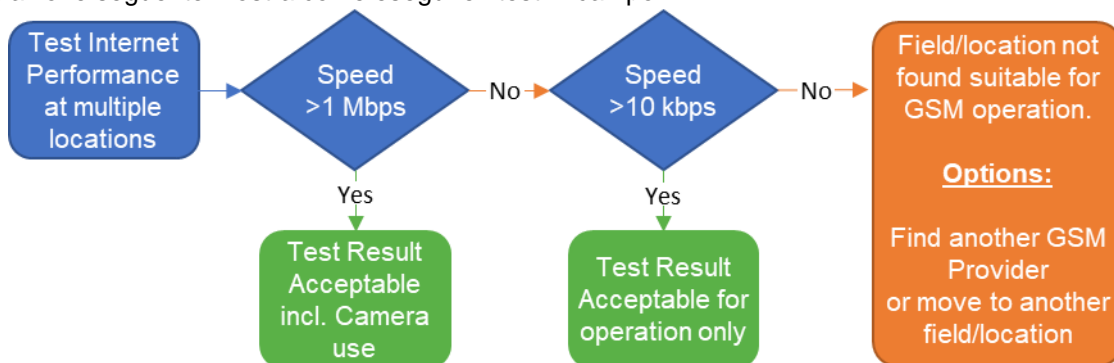 Test Internet
Performance
at multiple
locations
Speed
>1 Mbps
No
Speed
>10 kbps
No
Field/location not
found suitable for
GSM operation.
Options:
Find another GSM
Provider
or move to another
field/location
Yes
Test Result
Acceptable
incl. Camera
use
Yes
Test Result
Acceptable for
operation only